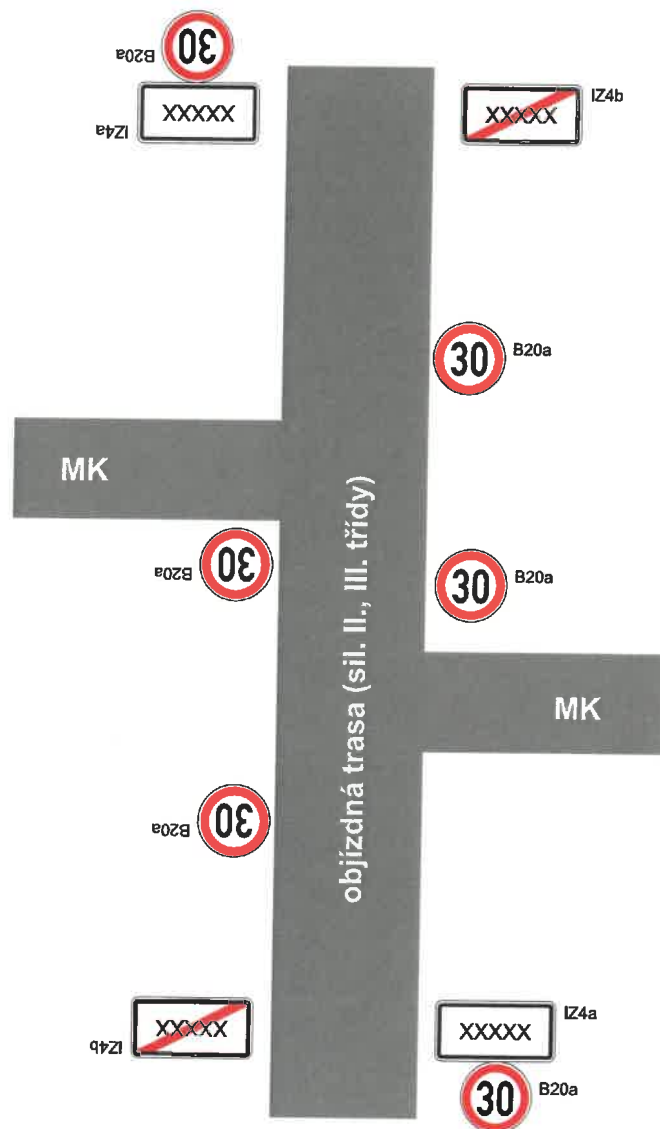 30
B20a
XXXXX
IZ4a
XXXXX
IZ4b
30
B20a
MK
30
B20a
30
B20a
objízdná trasa (sil. II., III. třídy)
MK
30
B20a
XXXXX
IZ4b
XXXXX
IZ4a
30
B20a